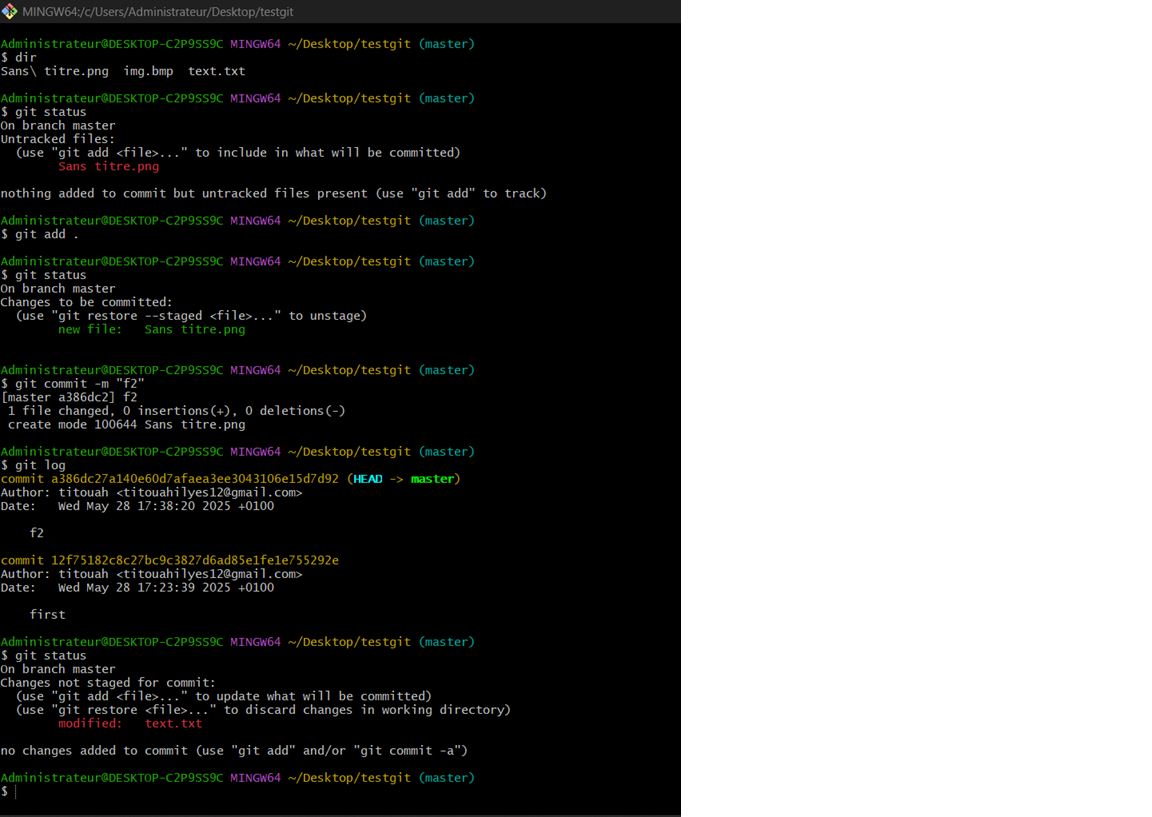 MINGW64:/c/Users/Administrateur/Desktop/testgit
Administrateur@DESKTOP-C2P9SS9C MINGW64 ~/Desktop/testgit (master)
$ dir
Sans\ titre.png  img.bmp  text.txt
Administrateur@DESKTOP-C2P9SS9C MINGW64 ~/Desktop/testgit (master)
$ git status
On branch master
Untracked files:
  (use "git add <file>..." to include in what will be committed)
        Sans titre.png
nothing added to commit but untracked files present (use "git add" to track)
Administrateur@DESKTOP-C2P9SS9C MINGW64 ~/Desktop/testgit (master)
$ git add .
Administrateur@DESKTOP-C2P9SS9C MINGW64 ~/Desktop/testgit (master)
$ git status
On branch master
Changes to be committed:
  (use "git restore --staged <file>..." to unstage)
        new file:   Sans titre.png
Administrateur@DESKTOP-C2P9SS9C MINGW64 ~/Desktop/testgit (master)
$ git commit -m "f2"
[master a386dc2] f2
 1 file changed, 0 insertions(+), 0 deletions(-)
 create mode 100644 Sans titre.png
Administrateur@DESKTOP-C2P9SS9C MINGW64 ~/Desktop/testgit (master)
$ git log
commit a386dc27a140e60d7afaea3ee3043106e15d7d92 (HEAD -> master)
Author: titouah <titouahilyes12@gmail.com>
Date:   Wed May 28 17:38:20 2025 +0100
    f2
commit 12f75182c8c27bc9c3827d6ad85e1fe1e755292e
Author: titouah <titouahilyes12@gmail.com>
Date:   Wed May 28 17:23:39 2025 +0100
    first
Administrateur@DESKTOP-C2P9SS9C MINGW64 ~/Desktop/testgit (master)
$ git status
On branch master
Changes not staged for commit:
  (use "git add <file>..." to update what will be committed)
  (use "git restore <file>..." to discard changes in working directory)
        modified:   text.txt
no changes added to commit (use "git add" and/or "git commit -a")
Administrateur@DESKTOP-C2P9SS9C MINGW64 ~/Desktop/testgit (master)
$